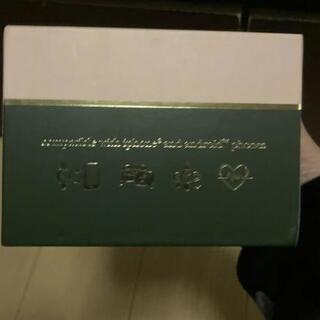 compatible with iphone® and android™ phones